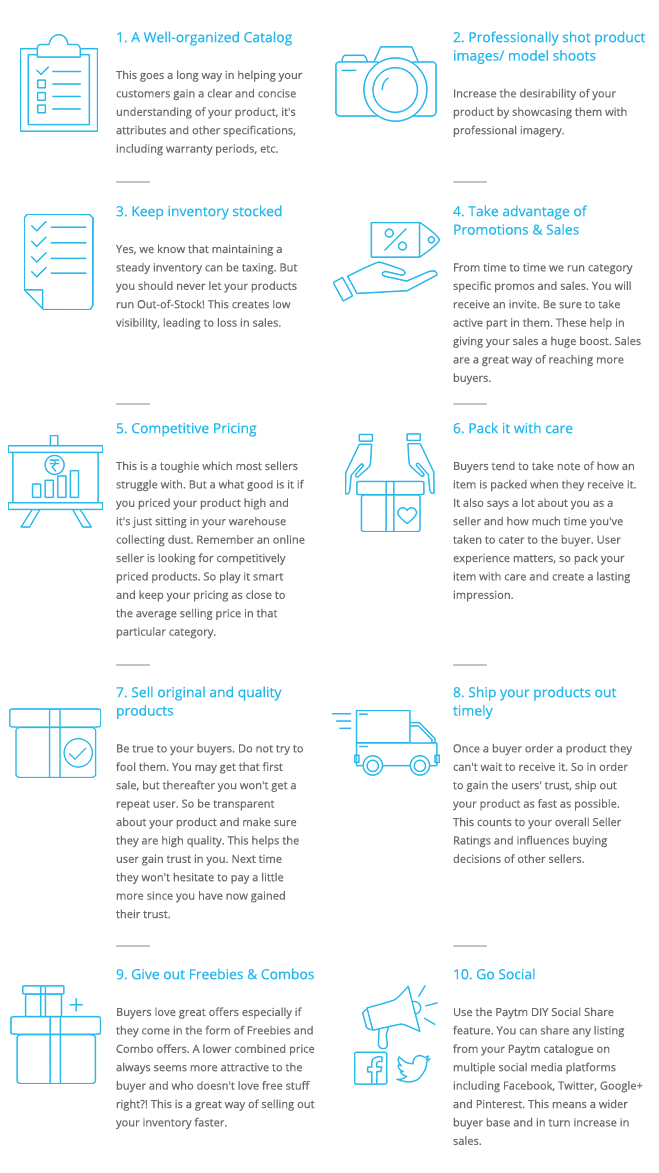 1. A Well-organized Catalog
This goes a long way in helping your
customers gain a clear and concise
understanding of your product, it's
attributes and other specifications,
including warranty periods, etc.
2. Professionally shot product
images/ model shoots
Increase the desirability of your
product by showcasing them with
professional imagery.
3. Keep inventory stocked
Yes, we know that maintaining a
steady inventory can be taxing. But
you should never let your products
run Out-of-Stock! This creates low
visibility, leading to loss in sales.
4. Take advantage of
Promotions & Sales
From time to time we run category
specific promos and sales. You will
receive an invite. Be sure to take
active part in them. These help in
giving your sales a huge boost. Sales
are a great way of reaching more
buyers.
5. Competitive Pricing
This is a toughie which most sellers
struggle with. But a what good is it if
you priced your product high and
it's just sitting in your warehouse
collecting dust. Remember an online
seller is looking for competitively
priced products. So play it smart
and keep your pricing as close to
the average selling price in that
particular category.
6. Pack it with care
Buyers tend to take note of how an
item is packed when they receive it.
It also says a lot about you as a
seller and how much time you've
taken to cater to the buyer. User
experience matters, so pack your
item with care and create a lasting
impression.
7. Sell original and quality
products
Be true to your buyers. Do not try to
fool them. You may get that first
sale, but thereafter you won't get a
repeat user. So be transparent
about your product and make sure
they are high quality. This helps the
user gain trust in you. Next time
they won't hesitate to pay a little
more since you have now gained
their trust.
8. Ship your products out
timely
Once a buyer order a product they
can't wait to receive it. So in order
to gain the users' trust, ship out
your product as fast as possible.
This counts to your overall Seller
Ratings and influences buying
decisions of other sellers.
9. Give out Freebies & Combos
Buyers love great offers especially if
they come in the form of Freebies and
Combo offers. A lower combined price
always seems more attractive to the
buyer and who doesn't love free stuff
right?! This is a great way of selling out
your inventory faster.
10. Go Social
Use the Paytm DIY Social Share
feature. You can share any listing
from your Paytm catalogue on
multiple social media platforms
including Facebook, Twitter, Google+
and Pinterest. This means a wider
buyer base and in turn increase in
sales.